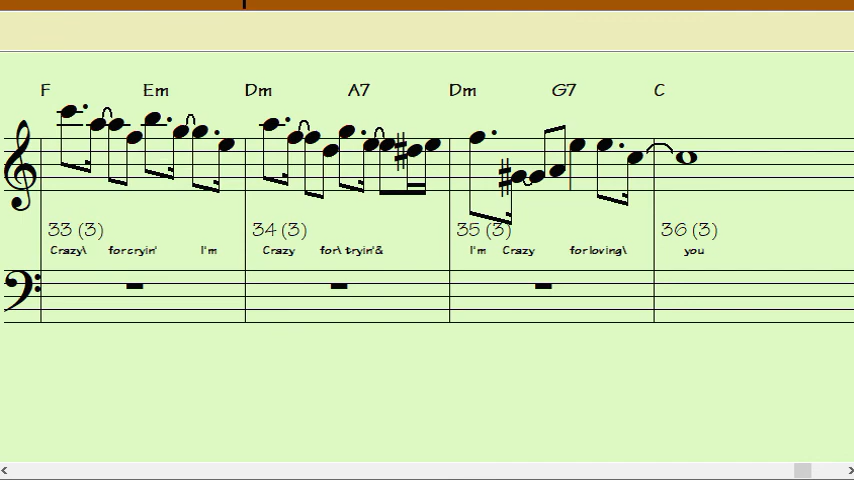 F Em Dm A7 Dm G7 C
33 (3) 34 (3) 35 (3) 36 (3)
Crazy\ for cryin' I'm Crazy for\ tryin'& I'm Crazy for loving\ you